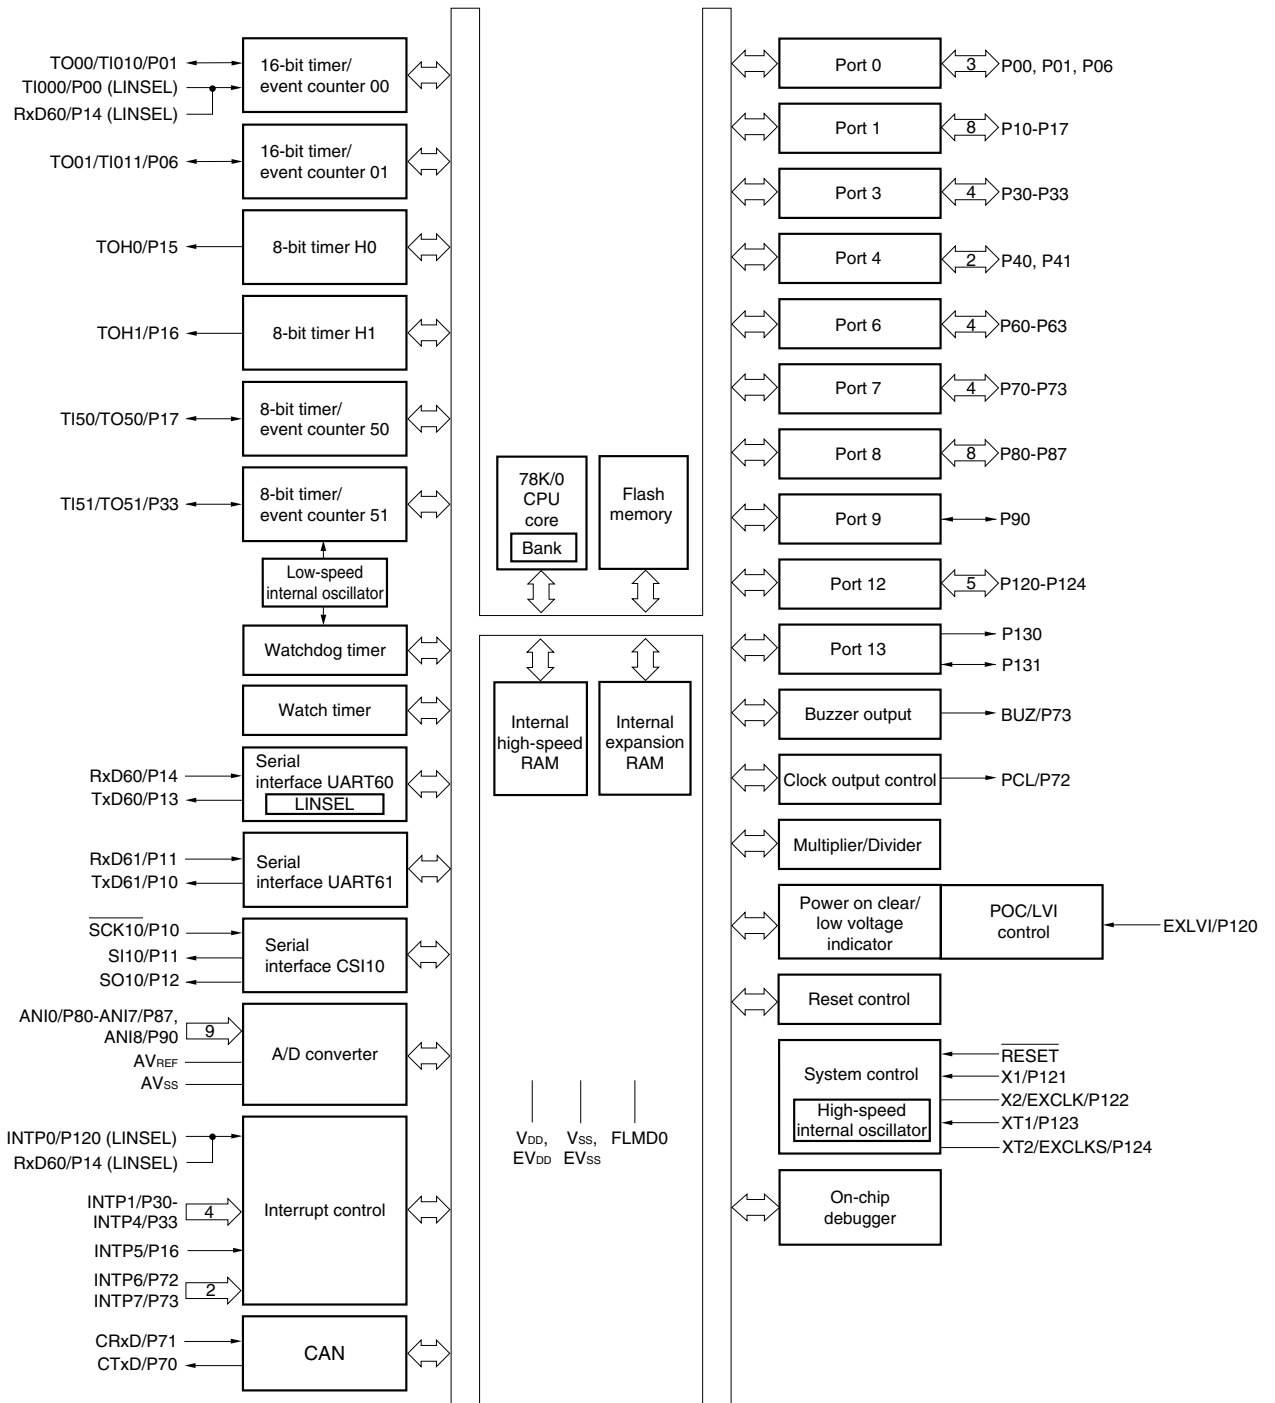 TO00/TI010/P01
TI000/P00 (LINSEL)
RxD60/P14 (LINSEL)
16-bit timer/
event counter 00
TO01/TI011/P06
16-bit timer/
event counter 01
TOH0/P15
8-bit timer H0
TOH1/P16
8-bit timer H1
TI50/TO50/P17
8-bit timer/
event counter 50
TI51/TO51/P33
8-bit timer/
event counter 51
Low-speed
internal oscillator
Watchdog timer
Watch timer
RxD60/P14
TxD60/P13
Serial
interface UART60
LINSEL
RxD61/P11
TxD61/P10
Serial
interface UART61
SCK10/P10
SI10/P11
SO10/P12
Serial
interface CSI10
ANI0/P80-ANI7/P87,
ANI8/P90
9
AVREF
AVSS
A/D converter
INTP0/P120 (LINSEL)
RxD60/P14 (LINSEL)
INTP1/P30-
INTP4/P33
4
INTP5/P16
INTP6/P72
INTP7/P73
2
Interrupt control
CRxD/P71
CTxD/P70
CAN
78K/0
CPU
core
Bank
Flash
memory
Internal
high-speed
RAM
Internal
expansion
RAM
VDD,
EVDD
VSS,
EVSS
FLMD0
Port 0
3
P00, P01, P06
Port 1
8
P10-P17
Port 3
4
P30-P33
Port 4
2
P40, P41
Port 6
4
P60-P63
Port 7
4
P70-P73
Port 8
8
P80-P87
Port 9
P90
Port 12
5
P120-P124
Port 13
P130
P131
Buzzer output
BUZ/P73
Clock output control
PCL/P72
Multiplier/Divider
Power on clear/
low voltage
indicator
POC/LVI
control
EXLVI/P120
Reset control
System control
High-speed
internal oscillator
RESET
X1/P121
X2/EXCLK/P122
XT1/P123
XT2/EXCLKS/P124
On-chip
debugger